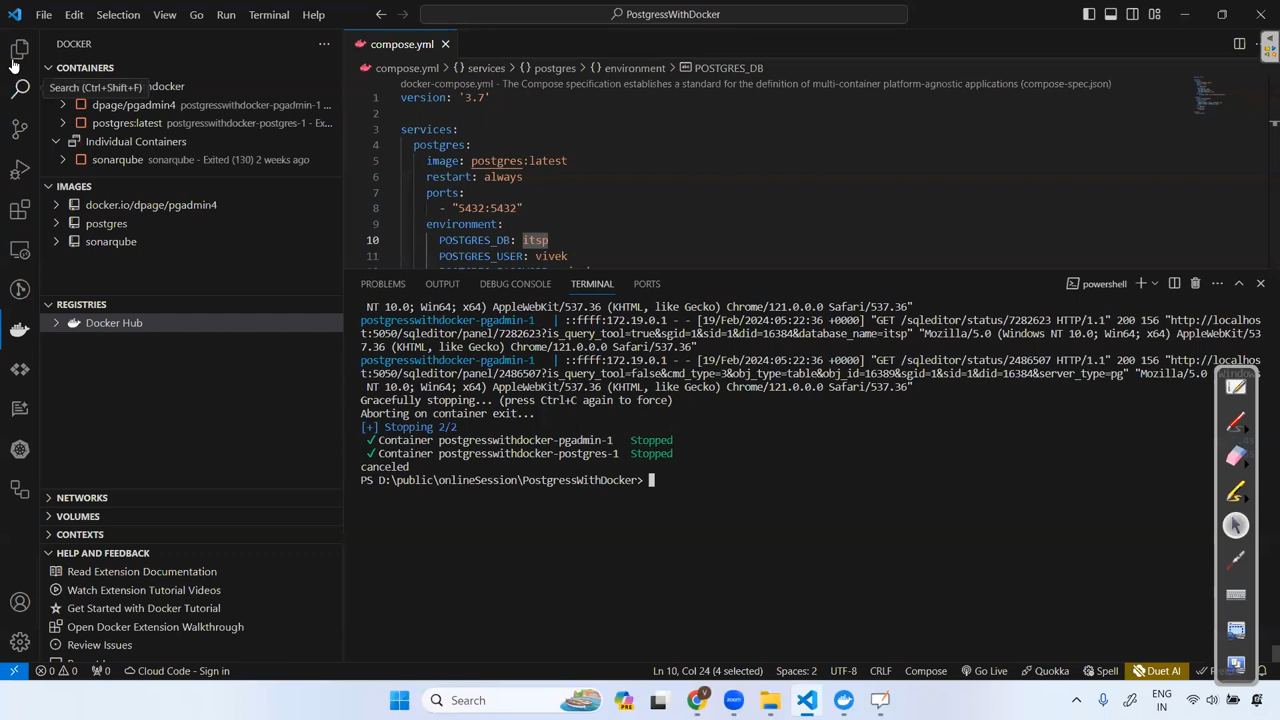 File Edit Selection View Go Run Terminal Help
PostgressWithDocker
DOCKER
compose.yml
CONTAINERS
compose.yml > {} services > {} postgres > {} environment > POSTGRES_DB
Search (Ctrl+Shift+F)
docker
dpage/pgadmin4 postgresswithdocker-pgadmin-1 ...
postgres:latest postgresswithdocker-postgres-1 - Ex...
Individual Containers
sonarqube sonarqube - Exited (130) 2 weeks ago
IMAGES
docker.io/dpage/pgadmin4
postgres
sonarqube
REGISTRIES
Docker Hub
NETWORKS
VOLUMES
CONTEXTS
HELP AND FEEDBACK
Read Extension Documentation
Watch Extension Tutorial Videos
Get Started with Docker Tutorial
Open Docker Extension Walkthrough
Review Issues
docker-compose.yml - The Compose specification establishes a standard for the definition of multi-container platform-agnostic applications (compose-spec.json)
1 version: '3.7'
2
3 services:
4 postgres:
5 image: postgres:latest
6 restart: always
7 ports:
8 - "5432:5432"
9 environment:
10 POSTGRES_DB: itsp
11 POSTGRES_USER: vivek
PROBLEMS OUTPUT DEBUG CONSOLE TERMINAL PORTS
powershell
NT 10.0; Win64; x64) AppleWebKit/537.36 (KHTML, like Gecko) Chrome/121.0.0.0 Safari/537.36"
postgresswithdocker-pgadmin-1 | ::ffff:172.19.0.1 - - [19/Feb/2024:05:22:36 +0000] "GET /sqleditor/status/7282623 HTTP/1.1" 200 156 "http://localhos
t:5050/sqleditor/panel/7282623?is_query_tool=true&sgid=1&sid=1&did=16384&database_name=itsp" "Mozilla/5.0 (Windows NT 10.0; Win64; x64) AppleWebKit/53
7.36 (KHTML, like Gecko) Chrome/121.0.0.0 Safari/537.36"
postgresswithdocker-pgadmin-1 | ::ffff:172.19.0.1 - - [19/Feb/2024:05:22:36 +0000] "GET /sqleditor/status/2486507 HTTP/1.1" 200 156 "http://localhos
t:5050/sqleditor/panel/2486507?is_query_tool=false&cmd_type=3&obj_type=table&obj_id=16389&sgid=1&sid=1&did=16384&server_type=pg" "Mozilla/5.0 (Windows
NT 10.0; Win64; x64) AppleWebKit/537.36 (KHTML, like Gecko) Chrome/121.0.0.0 Safari/537.36"
Gracefully stopping... (press Ctrl+C again to force)
Aborting on container exit...
[+] Stopping 2/2
✓Container postgresswithdocker-pgadmin-1 Stopped
✓Container postgresswithdocker-postgres-1 Stopped
canceled
PS D:\public\onlineSession\PostgressWithDocker>
0 0 0 Cloud Code - Sign in
Ln 10, Col 24 (4 selected) Spaces: 2 UTF-8 CRLF Compose Go Live Quokka Spell Duet AI
Search
PRE
ENG
IN